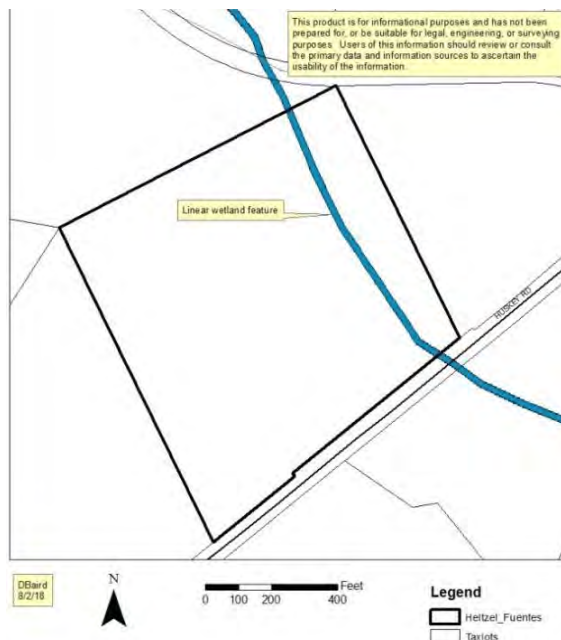 This product is for informational purposes and has not been
prepared for, or be suitable for legal, engineering, or surveying
purposes. Users of this information should review or consult
the primary data and information sources to ascertain the
usability of the information.
Linear wetland feature
HUSKEY RD
DBaird
8/2/18
N
Feet
0 100 200 400
Legend
Heitzel_Fuentes
Taxlots